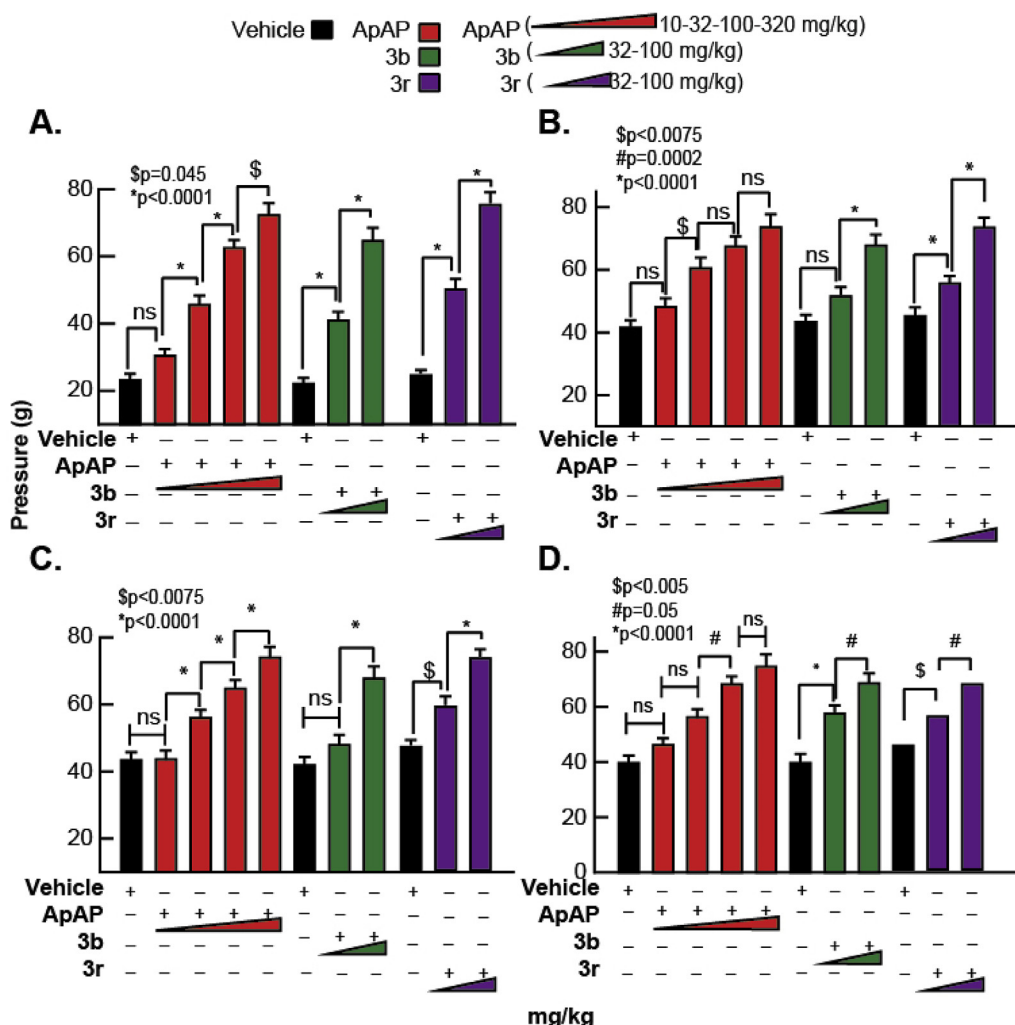 Vehicle ApAP ApAP ( 10-32-100-320 mg/kg)
3b 3b ( 32-100 mg/kg)
3r 3r ( 32-100 mg/kg)
A.
$p=0.045
*p<0.0001
ns * * $ * * * *
80
60
40
20
Pressure (g)
Vehicle + – – – – + – – + – –
ApAP – + + + + – – – – – –
3b – – – – – – + + – – –
3r – – – – – – – – – + +
B.
$p<0.0075
#p=0.0002
*p<0.0001
ns $ ns ns ns * * *
80
60
40
20
Vehicle + – – – – + – – + – –
ApAP – + + + + – – – – – –
3b – – – – – – + + – – –
3r – – – – – – – – – + +
C.
$p<0.0075
*p<0.0001
ns * * * ns * $ *
80
60
40
20
Vehicle + – – – – + – – + – –
ApAP – + + + + – – – – – –
3b – – – – – – + + – – –
3r – – – – – – – – – + +
D.
$p<0.005
#p=0.05
*p<0.0001
ns ns # ns * # $ #
80
60
40
20
0
Vehicle + – – – – + – – + – –
ApAP – + + + + – – – – – –
3b – – – – – – + + – – –
3r – – – – – – – – – + +
mg/kg